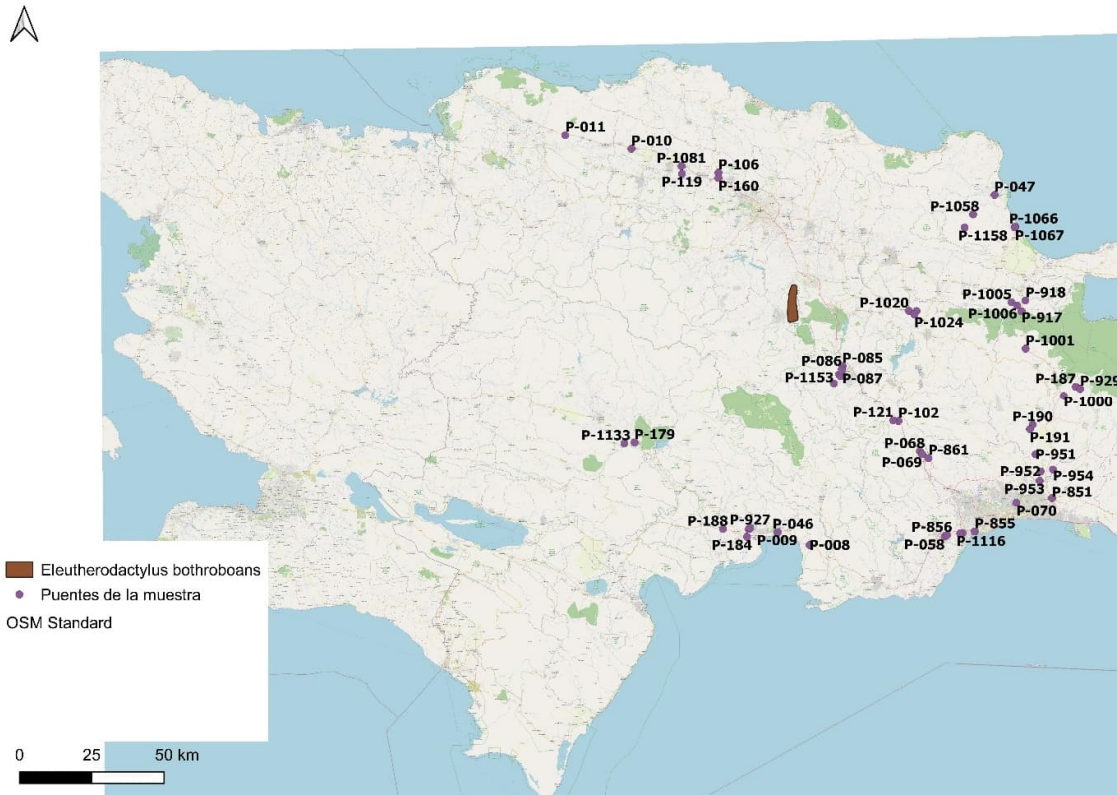 P-011
P-010
P-1081
P-106
P-119
P-160
P-047
P-1058
P-1066
P-1158
P-1067
P-1005
P-918
P-1020
P-1006
P-917
P-1024
P-1001
P-086
P-085
P-1153
P-087
P-187
P-929
P-1000
P-121
P-102
P-190
P-191
P-1133
P-179
P-068
P-861
P-069
P-951
P-952
P-954
P-953
P-851
P-070
P-188
P-927
P-046
P-184
P-009
P-008
P-856
P-855
P-058
P-1116
Eleutherodactylus bothroboans
Puentes de la muestra
OSM Standard
0 25 50 km